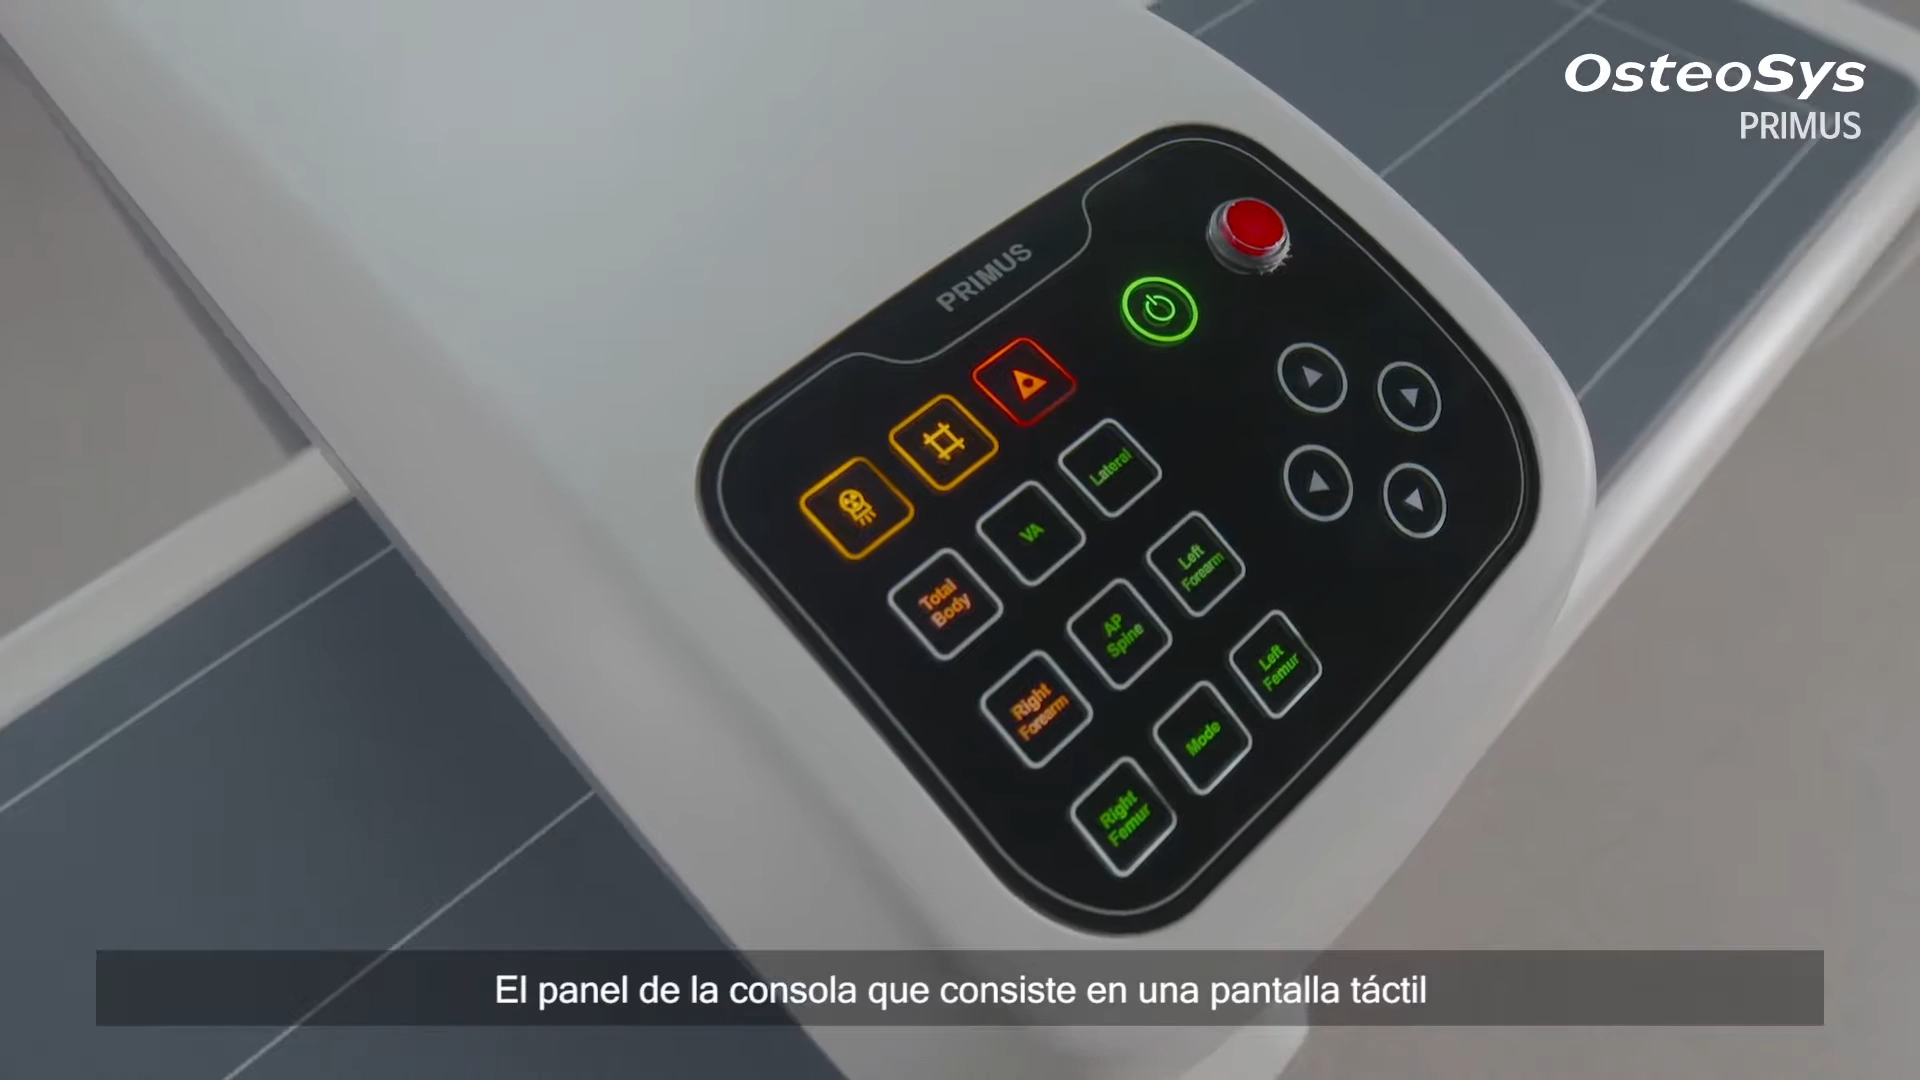 OsteoSys
PRIMUS
PRIMUS
Lateral
VA
Total
Body
Left
Forearm
AP
Spine
Right
Forearm
Left
Femur
Mode
Right
Femur
El panel de la consola que consiste en una pantalla táctil